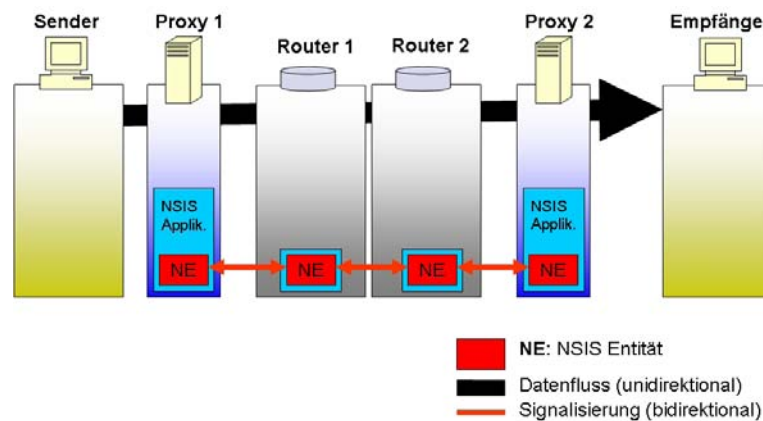 Sender
Proxy 1
Router 1
Router 2
Proxy 2
Empfänge
NSIS
Applik.
NSIS
Applik.
NE
NE
NE
NE
NE: NSIS Entität
Datenfluss (unidirektional)
Signalisierung (bidirektional)